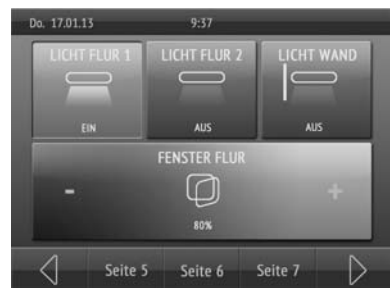 Do. 17.01.13 9:37
LICHT FLUR 1 LICHT FLUR 2 LICHT WAND
EIN AUS AUS
FENSTER FLUR
- +
80%
Seite 5 Seite 6 Seite 7